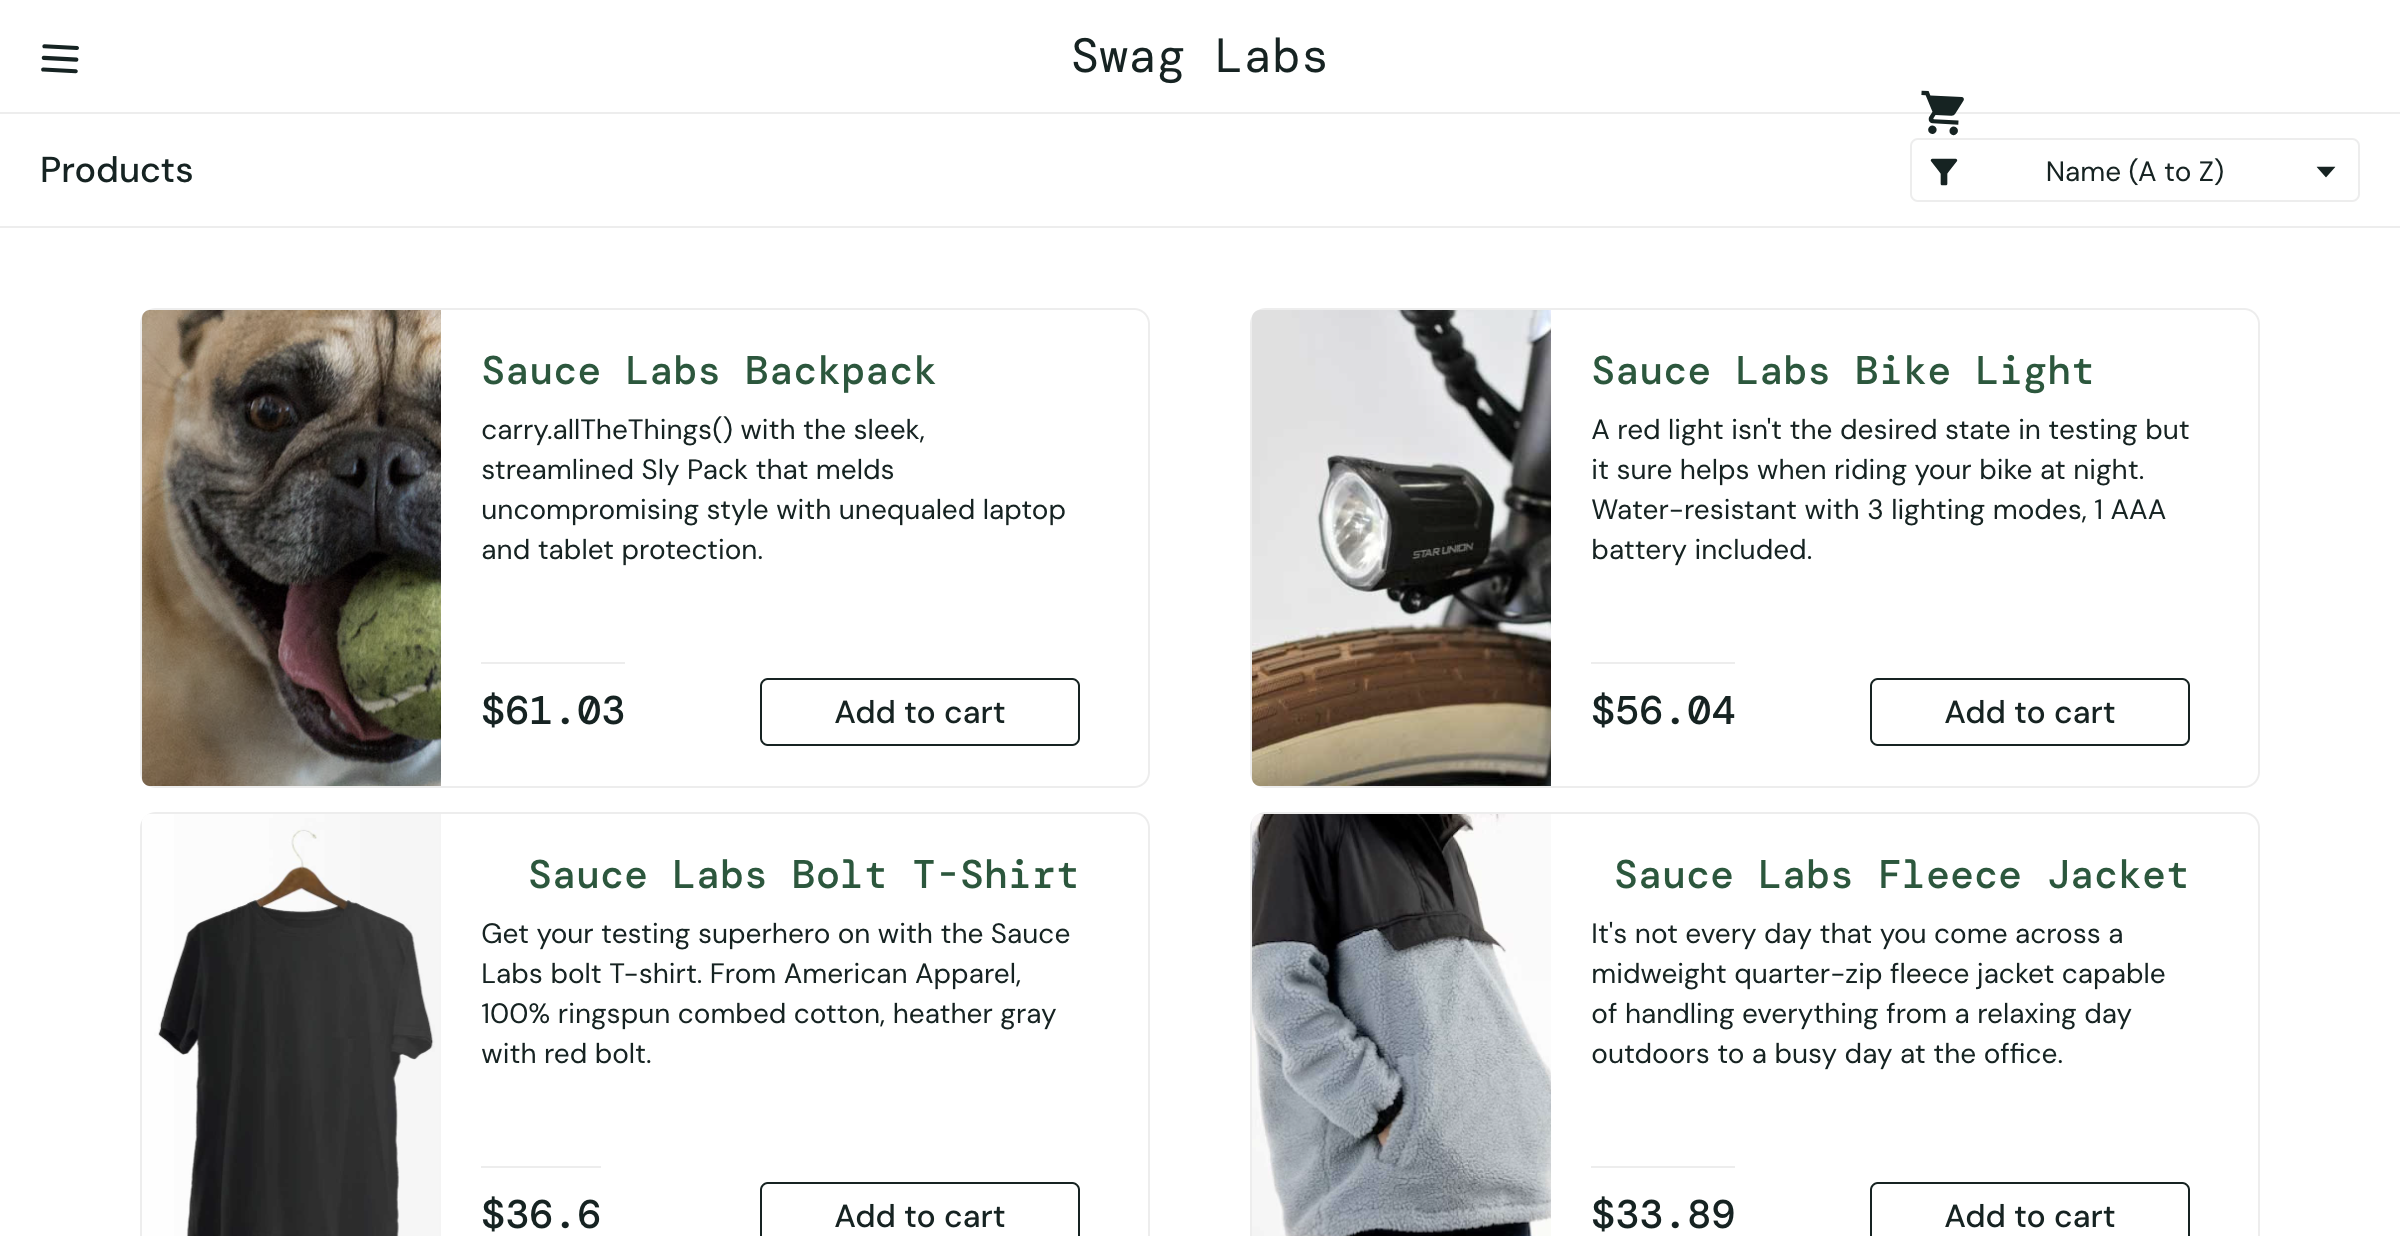 Swag Labs
Products
Name (A to Z)
Sauce Labs Backpack
carry.allTheThings() with the sleek,
streamlined Sly Pack that melds
uncompromising style with unequaled laptop
and tablet protection.
$61.03
Add to cart
Sauce Labs Bike Light
A red light isn't the desired state in testing but
it sure helps when riding your bike at night.
Water-resistant with 3 lighting modes, 1 AAA
battery included.
STAR UNION
$56.04
Add to cart
Sauce Labs Bolt T-Shirt
Get your testing superhero on with the Sauce
Labs bolt T-shirt. From American Apparel,
100% ringspun combed cotton, heather gray
with red bolt.
$36.6
Add to cart
Sauce Labs Fleece Jacket
It's not every day that you come across a
midweight quarter-zip fleece jacket capable
of handling everything from a relaxing day
outdoors to a busy day at the office.
$33.89
Add to cart